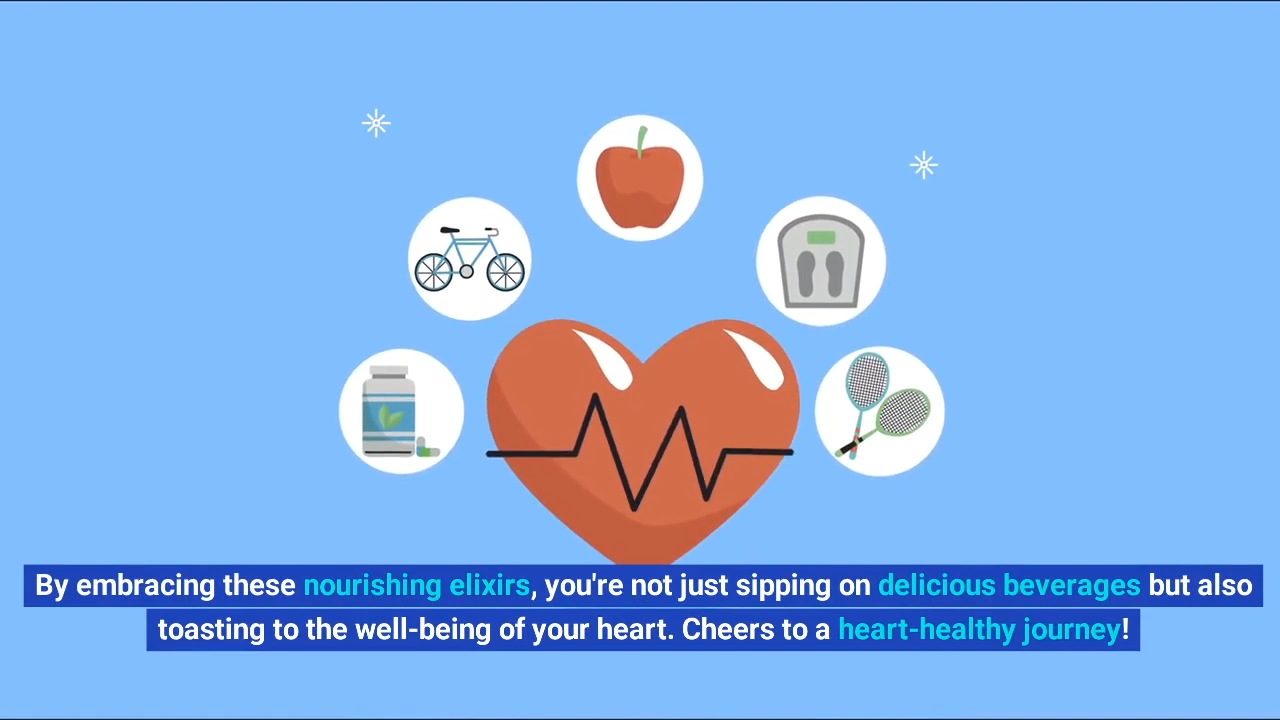 By embracing these nourishing elixirs, you're not just sipping on delicious beverages but also
toasting to the well-being of your heart. Cheers to a heart-healthy journey!